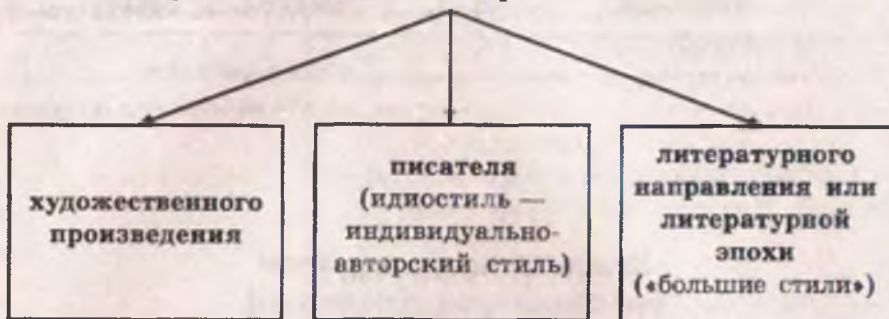 художественного
произведения
писателя
(идиостиль —
индивидуально-
авторский стиль)
литературного
направления или
литературной
эпохи
(«большие стили»)